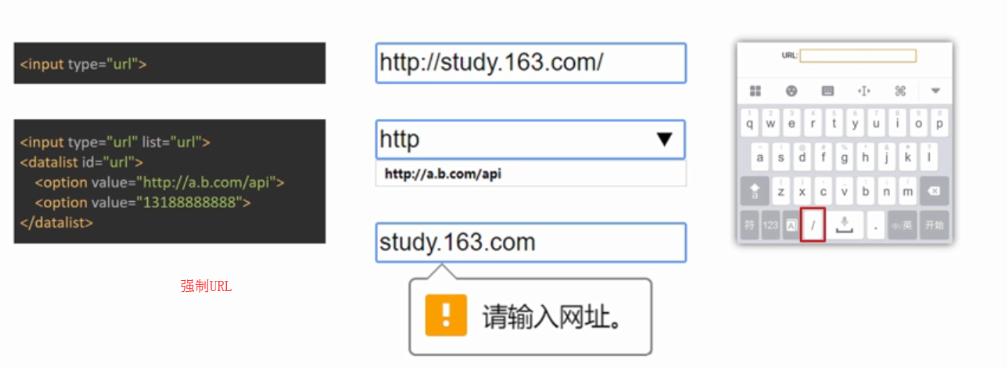 <input type="url">
<input type="url" list="url">
<datalist id="url">
<option value="http://a.b.com/api">
<option value="13188888888">
</datalist>
强制URL
http://study.163.com/
http
http://a.b.com/api
study.163.com
请输入网址。
URL:
q w e r t y u i o p
a s d f g h j k l
z x c v b n m
符 123 / . 中/英 开始